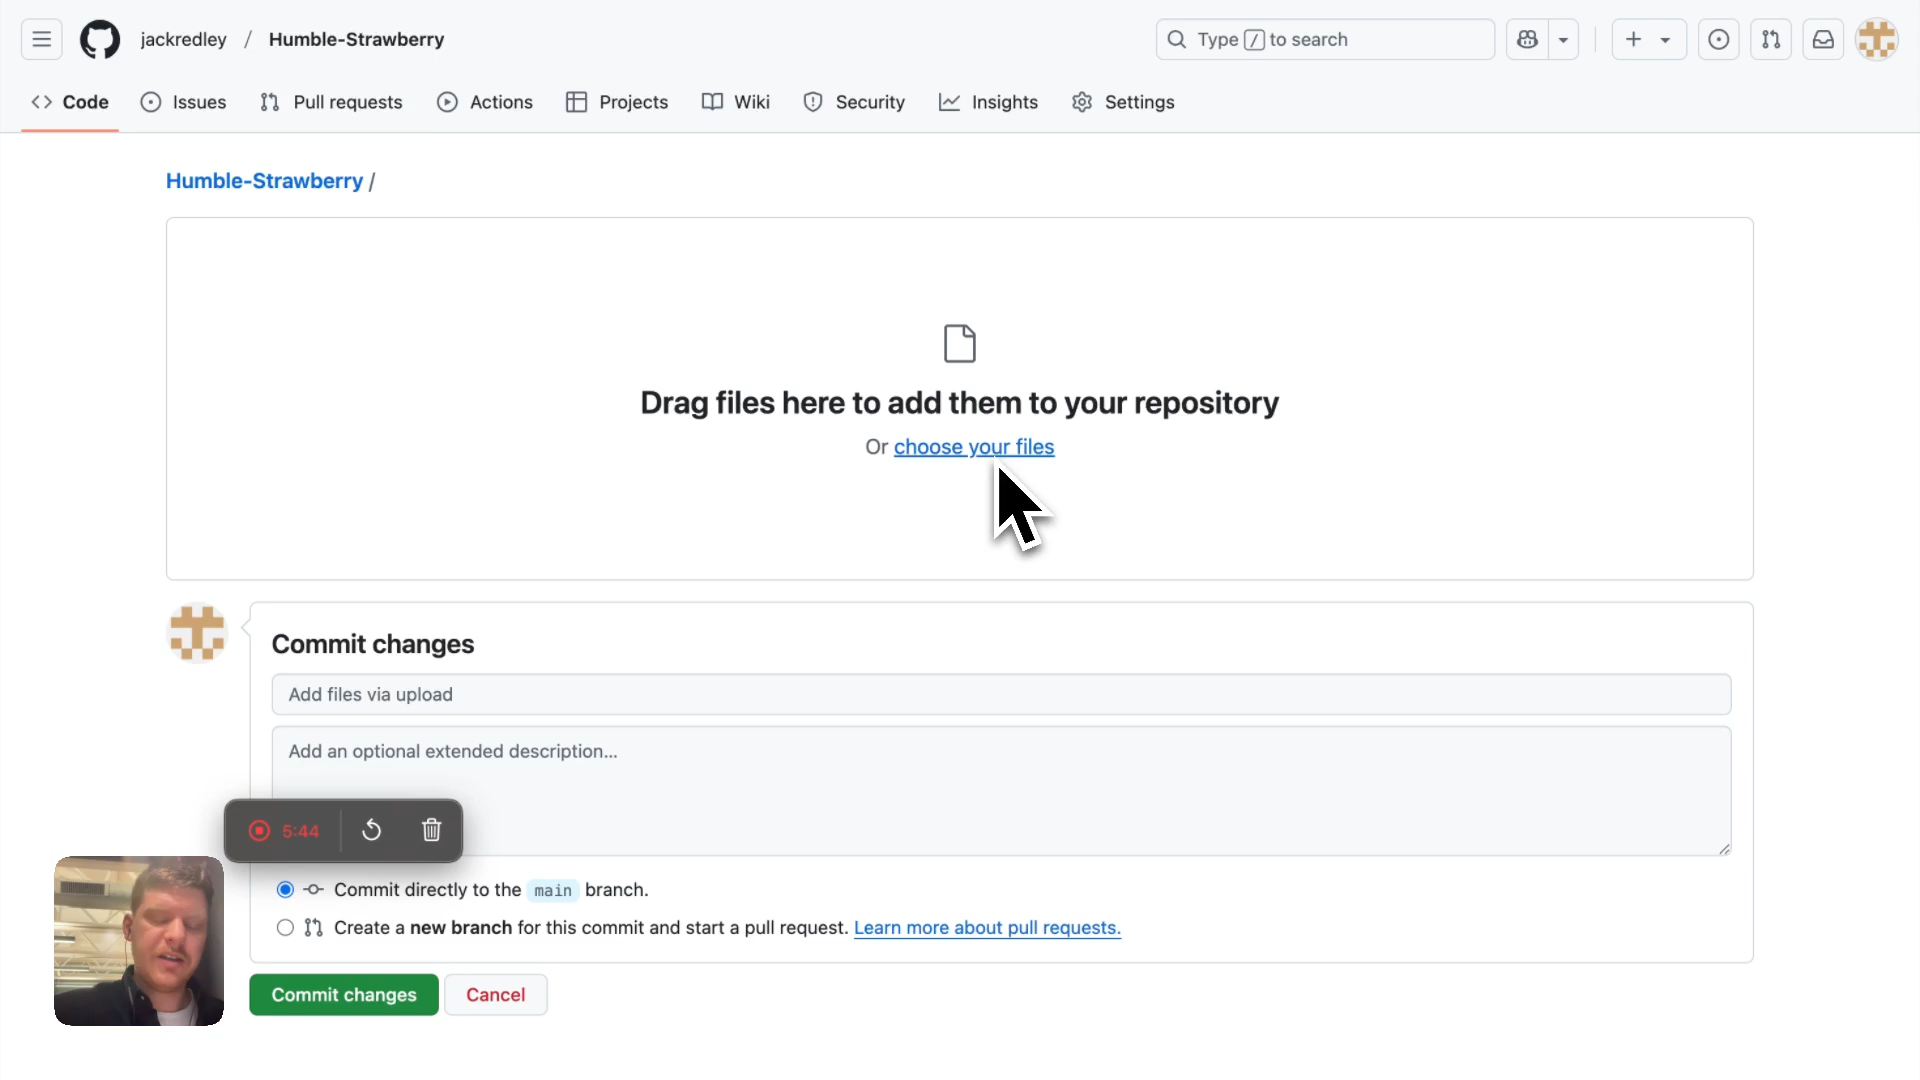 jackredley / Humble-Strawberry
Type / to search
Code Issues Pull requests Actions Projects Wiki Security Insights Settings
Humble-Strawberry /
Drag files here to add them to your repository
Or choose your files
Commit changes
Add files via upload
Add an optional extended description...
5:44
Commit directly to the main branch.
Create a new branch for this commit and start a pull request. Learn more about pull requests.
Commit changes Cancel